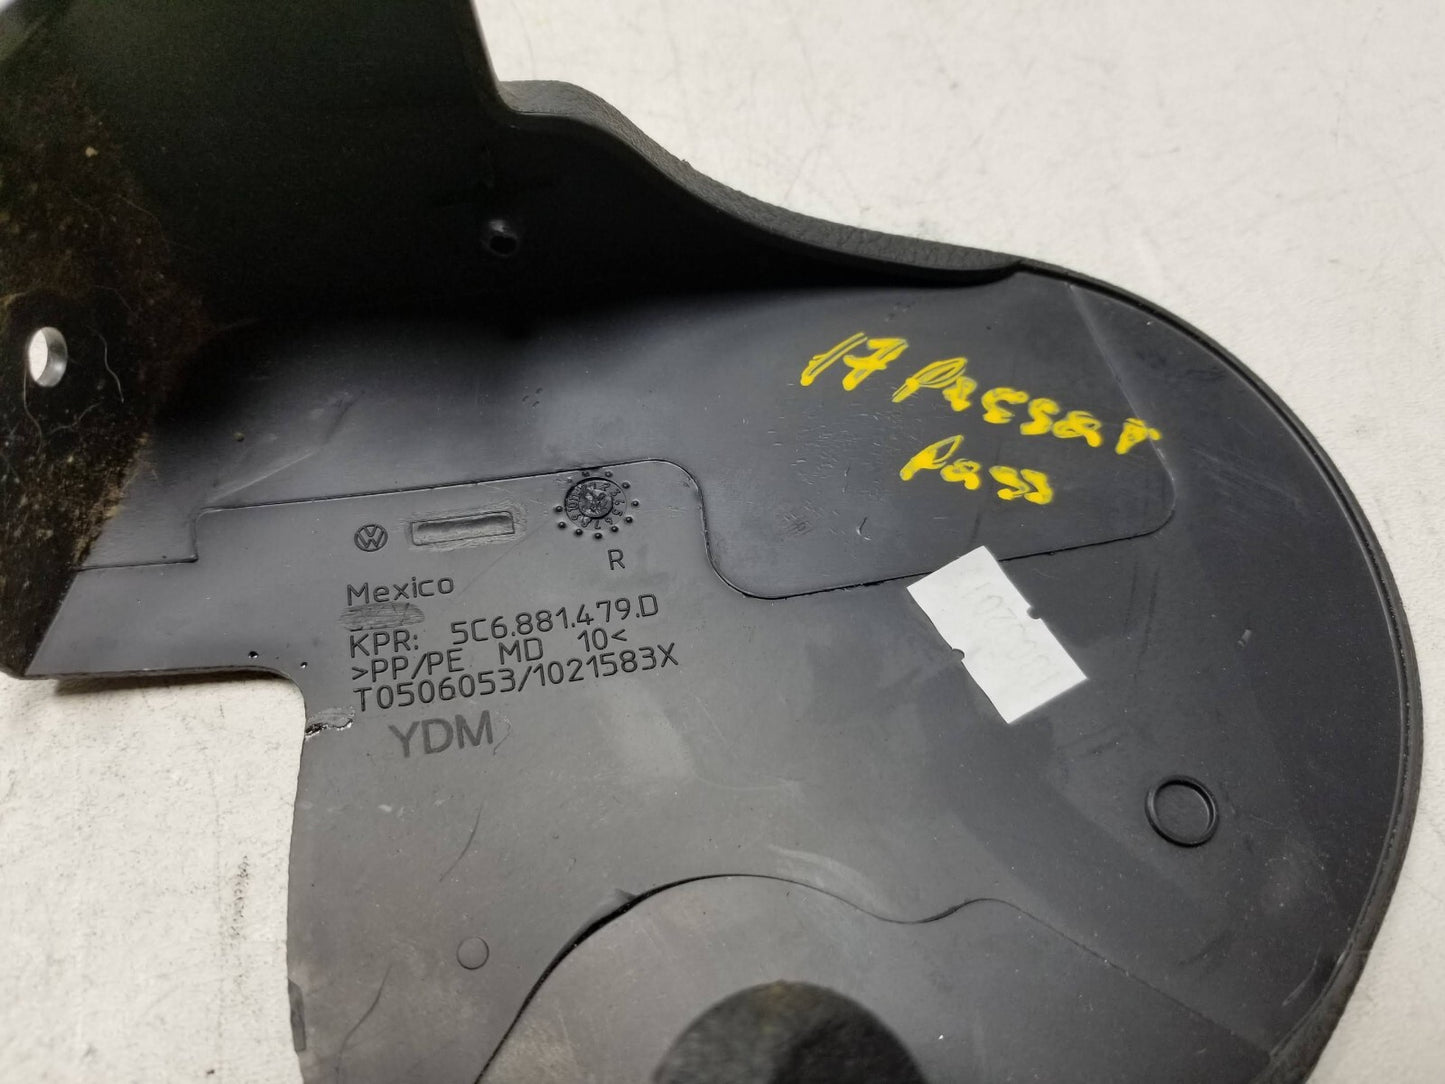 17 Passat
Pass
R
Mexico
KPR: 5C6.881.479.D
>PP/PE MD 10<
T0506053/1021583X
YDM